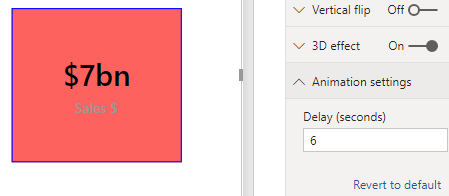 $7bn
Sales $
Vertical flip Off
3D effect On
Animation settings
Delay (seconds)
6
Revert to default